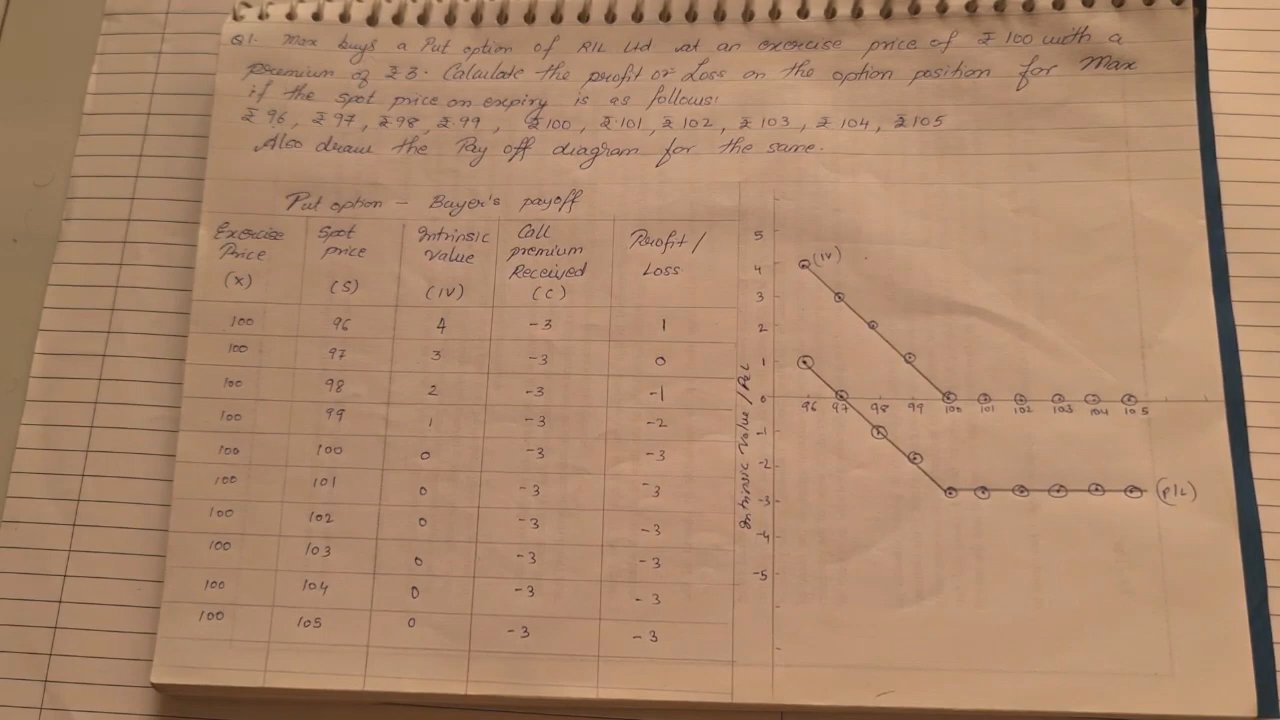 Q1. Max buys a Put option of RIL Ltd at an exercise price of ₹ 100 with a
premium of ₹ 3. Calculate the profit or Loss on the option position for Max
if the spot price on expiry is as follows:
₹ 96, ₹ 97, ₹ 98, ₹ 99, ₹ 100, ₹ 101, ₹ 102, ₹ 103, ₹ 104, ₹ 105
Also draw the Pay off diagram for the same.
Put option - Buyer's payoff
Exercise Price (X) Spot price (S) Intrinsic value (IV) Call premium Received (C) Profit / Loss
100 96 4 -3 1
100 97 3 -3 0
100 98 2 -3 -1
100 99 1 -3 -2
100 100 0 -3 -3
100 101 0 -3 -3
100 102 0 -3 -3
100 103 0 -3 -3
100 104 0 -3 -3
100 105 0 -3 -3
Intrinsic Value / P&L
5
4 (IV)
3
2
1
0
96 97 98 99 100 101 102 103 104 105
-1
-2
-3 (P/L)
-4
-5